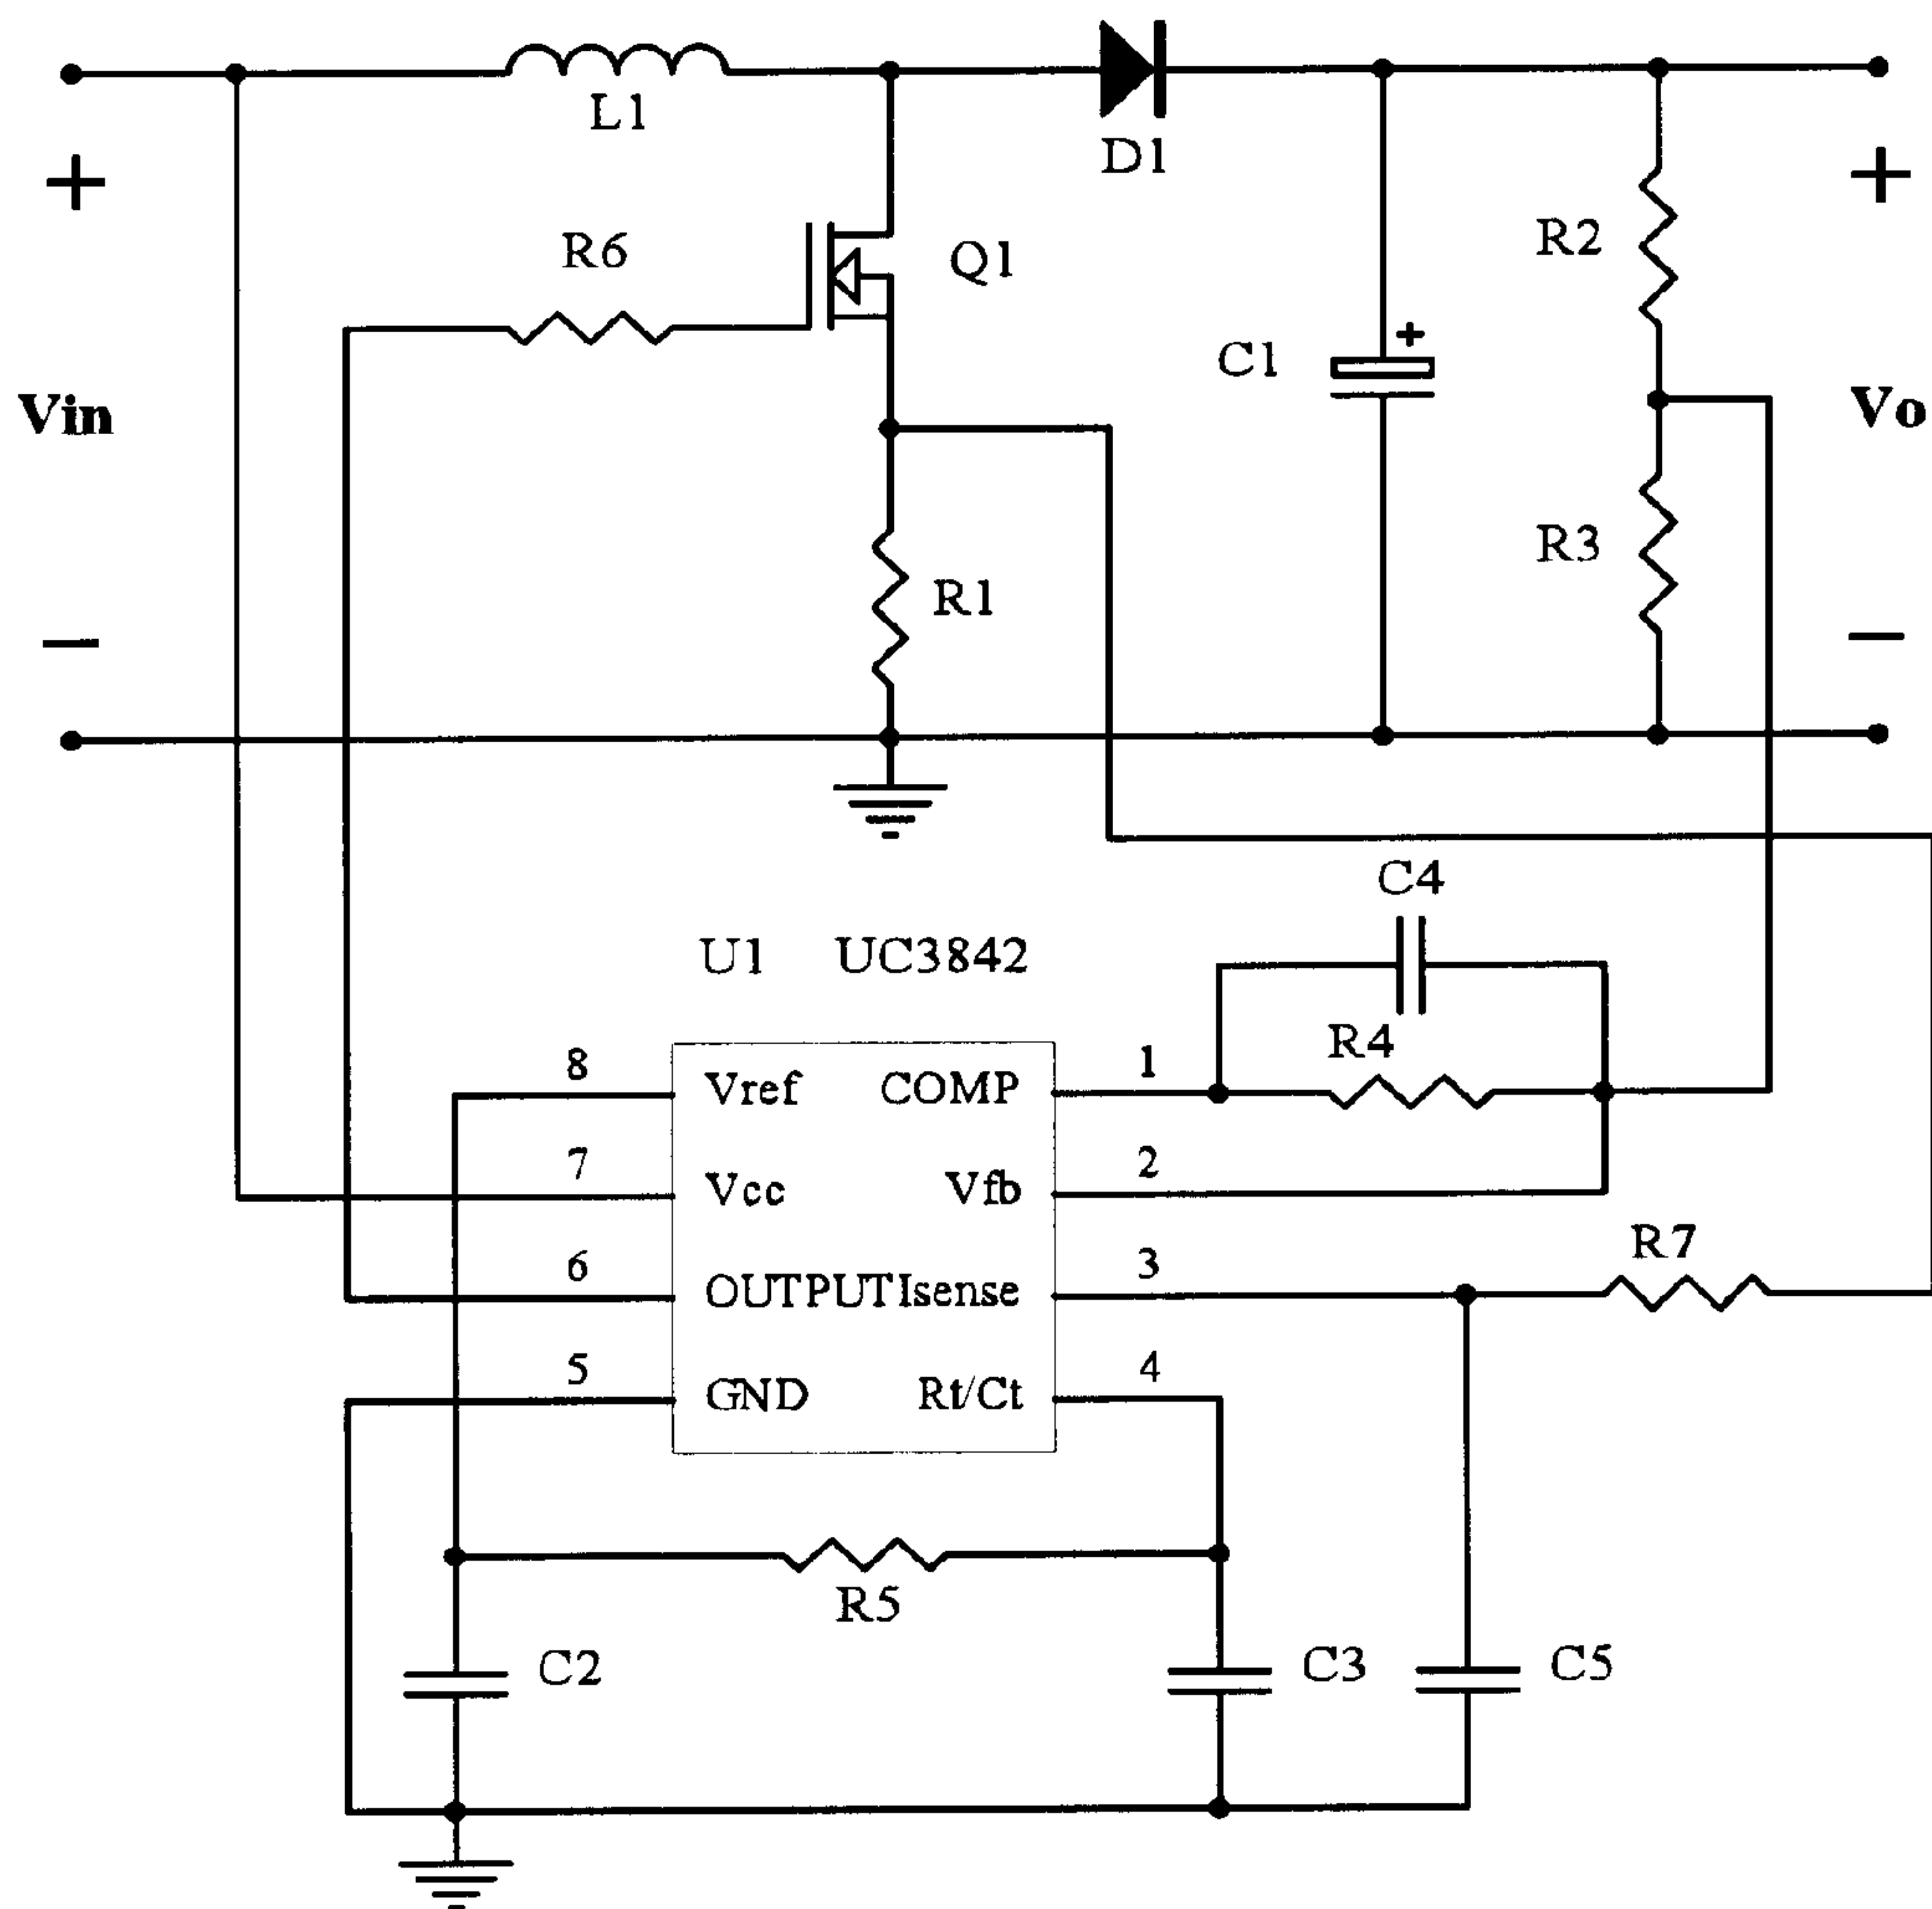 L1
D1
+
+
R6
Q1
R2
C1
+
Vin
Vo
R3
R1
−
−
C4
U1 UC3842
R4
8 Vref COMP 1
7 Vcc Vfb 2
R7
6 OUTPUT Isense 3
5 GND Rt/Ct 4
R5
C2
C3
C5